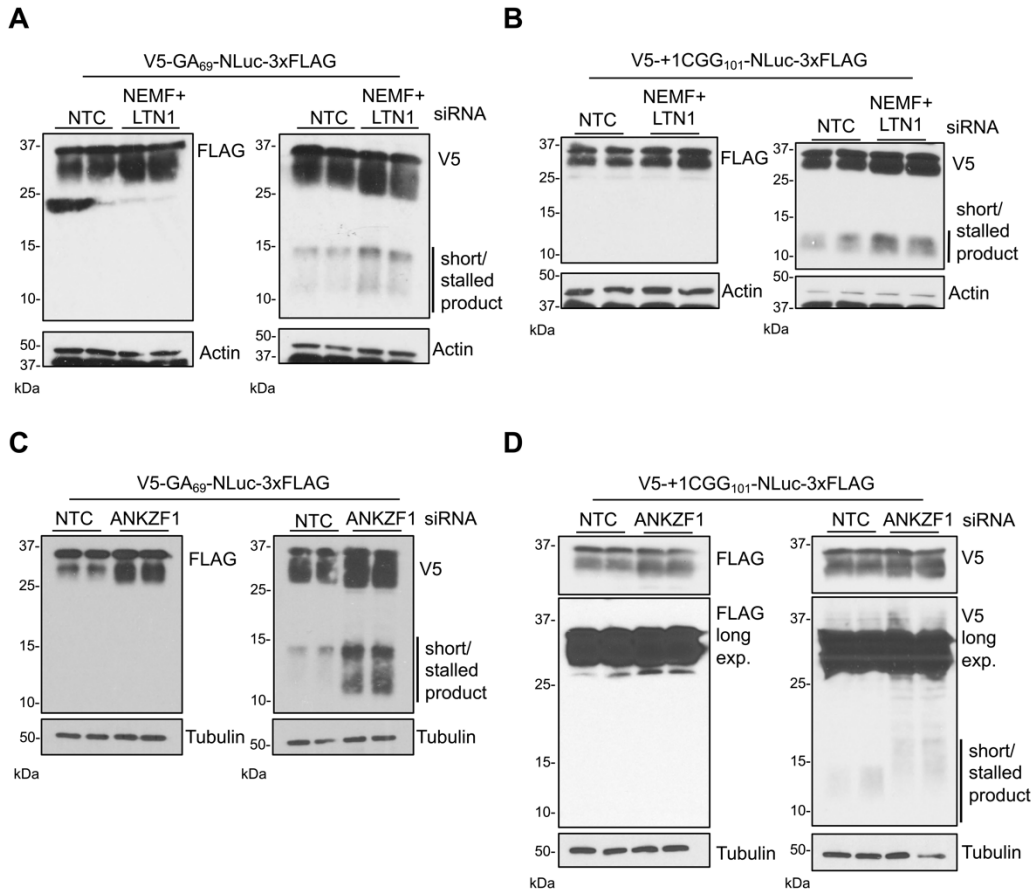 A
V5-GA69-NLuc-3xFLAG
NTC
NEMF+
LTN1
NTC
NEMF+
LTN1
siRNA
37-
25-
20-
15-
10-
FLAG
37-
25-
20-
15-
10-
V5
short/
stalled
product
50-
37-
Actin
50-
37-
Actin
kDa
kDa
B
V5-+1CGG101-NLuc-3xFLAG
NTC
NEMF+
LTN1
NTC
NEMF+
LTN1
siRNA
37-
25-
15-
10-
FLAG
37-
25-
15-
10-
V5
short/
stalled
product
50-
37-
Actin
50-
37-
Actin
kDa
kDa
C
V5-GA69-NLuc-3xFLAG
NTC
ANKZF1
NTC
ANKZF1
siRNA
37-
25-
15-
10-
FLAG
37-
25-
15-
10-
V5
short/
stalled
product
50-
Tubulin
50-
Tubulin
kDa
kDa
D
V5-+1CGG101-NLuc-3xFLAG
NTC
ANKZF1
NTC
ANKZF1
siRNA
37-
FLAG
37-
V5
37-
25-
15-
10-
FLAG
long
exp.
37-
25-
15-
10-
V5
long
exp.
short/
stalled
product
50-
Tubulin
50-
Tubulin
kDa
kDa